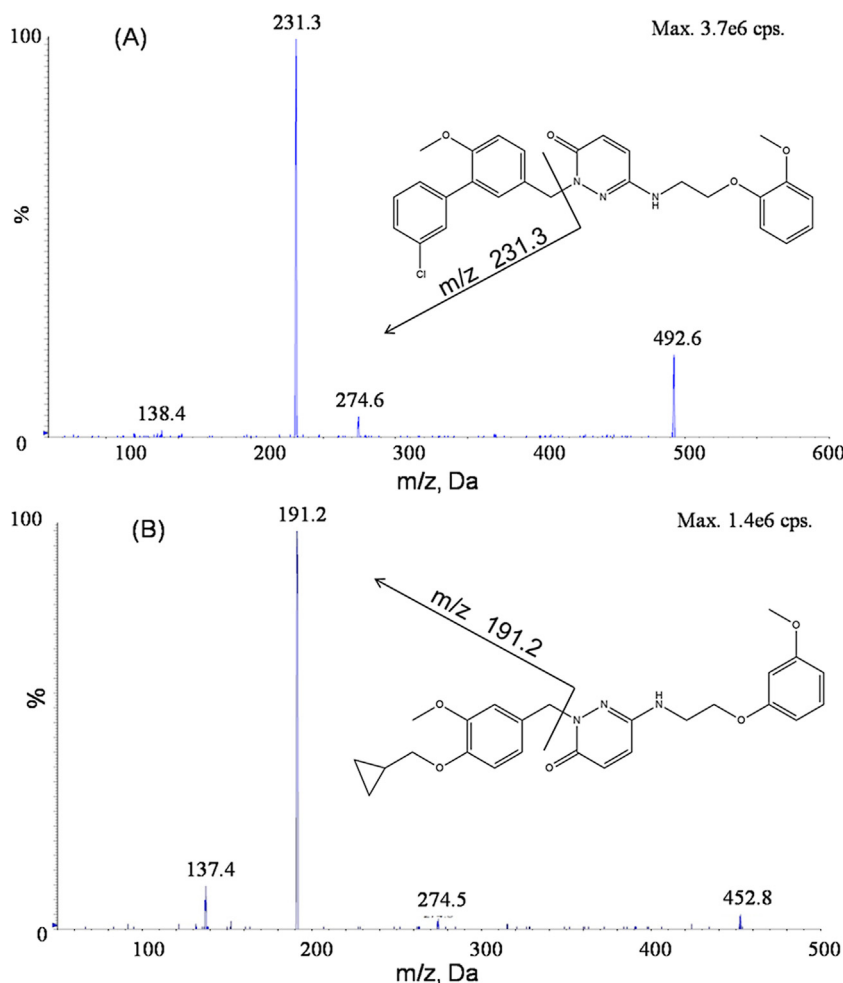 100
(A)
231.3
Max. 3.7e6 cps.
O
O
N
N
N
H
O
O
Cl
m/z 231.3
%
492.6
274.6
138.4
0
100
200
300
400
500
600
m/z, Da
100
(B)
191.2
Max. 1.4e6 cps.
m/z 191.2
O
O
N
N
H
N
O
O
O
%
137.4
274.5
452.8
0
100
200
300
400
500
m/z, Da